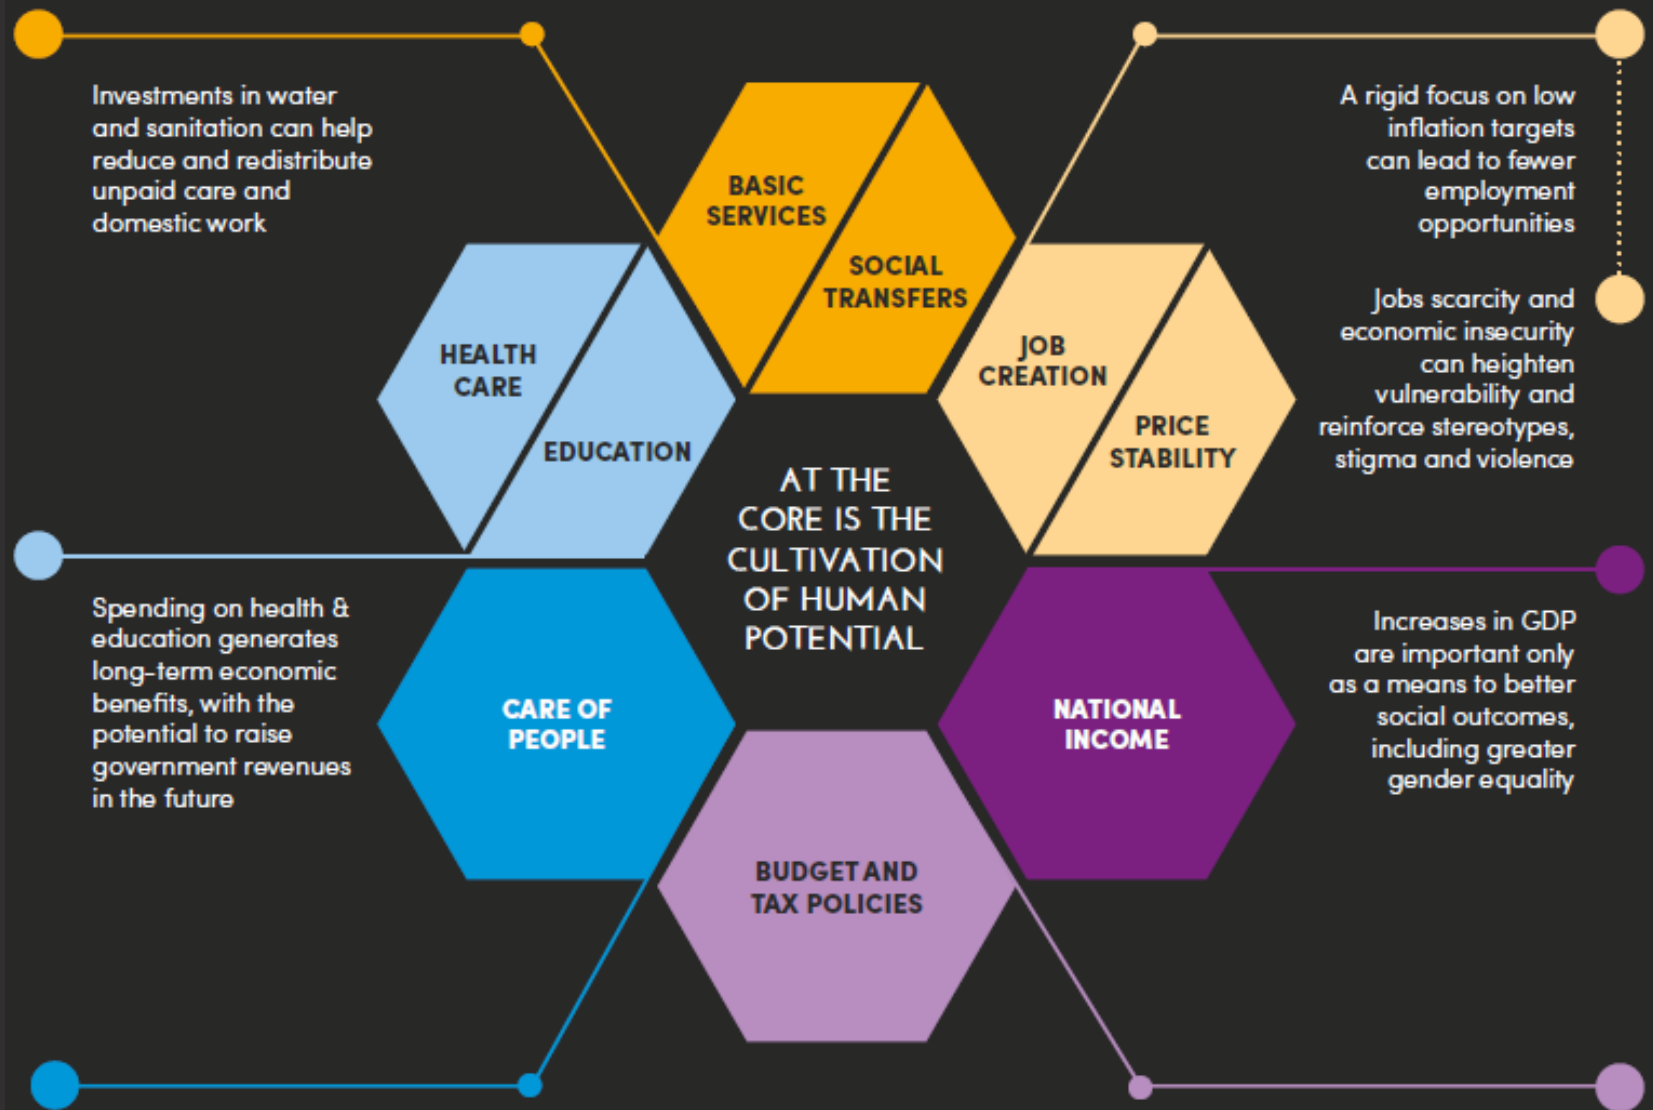 Investments in water
and sanitation can help
reduce and redistribute
unpaid care and
domestic work
A rigid focus on low
inflation targets
can lead to fewer
employment
opportunities
Jobs scarcity and
economic insecurity
can heighten
vulnerability and
reinforce stereotypes,
stigma and violence
BASIC
SERVICES
SOCIAL
TRANSFERS
HEALTH
CARE
EDUCATION
JOB
CREATION
PRICE
STABILITY
AT THE
CORE IS THE
CULTIVATION
OF HUMAN
POTENTIAL
Spending on health &
education generates
long-term economic
benefits, with the
potential to raise
government revenues
in the future
CARE OF
PEOPLE
NATIONAL
INCOME
Increases in GDP
are important only
as a means to better
social outcomes,
including greater
gender equality
BUDGET AND
TAX POLICIES